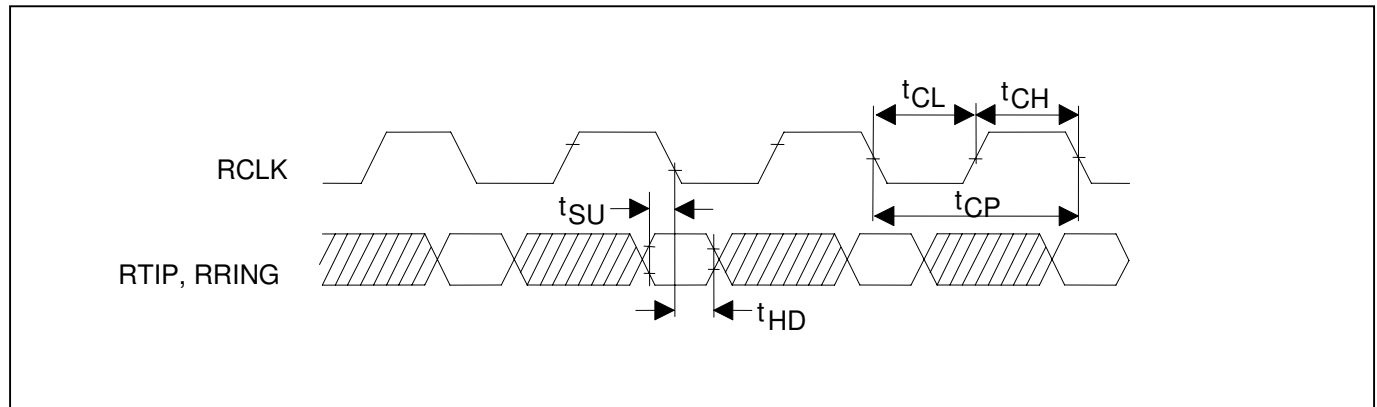 tCL
tCH
RCLK
tCP
tSU
RTIP, RRING
tHD